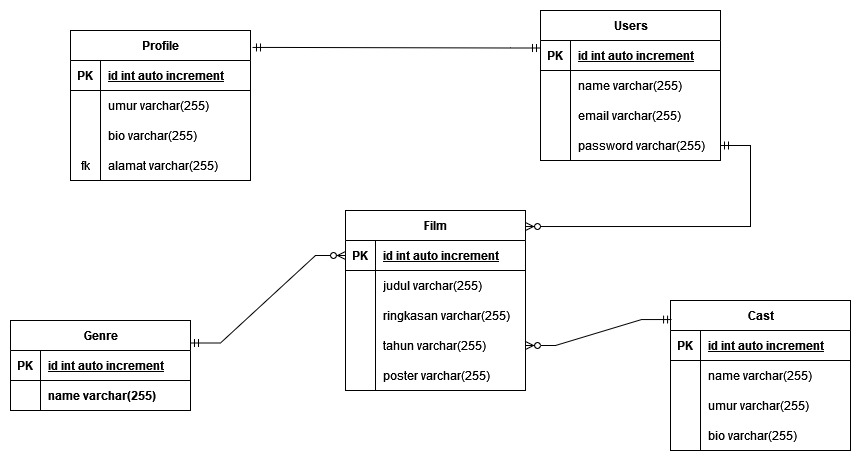 Profile
PK id int auto increment
umur varchar(255)
bio varchar(255)
fk alamat varchar(255)
Users
PK id int auto increment
name varchar(255)
email varchar(255)
password varchar(255)
Film
PK id int auto increment
judul varchar(255)
ringkasan varchar(255)
tahun varchar(255)
poster varchar(255)
Genre
PK id int auto increment
name varchar(255)
Cast
PK id int auto increment
name varchar(255)
umur varchar(255)
bio varchar(255)